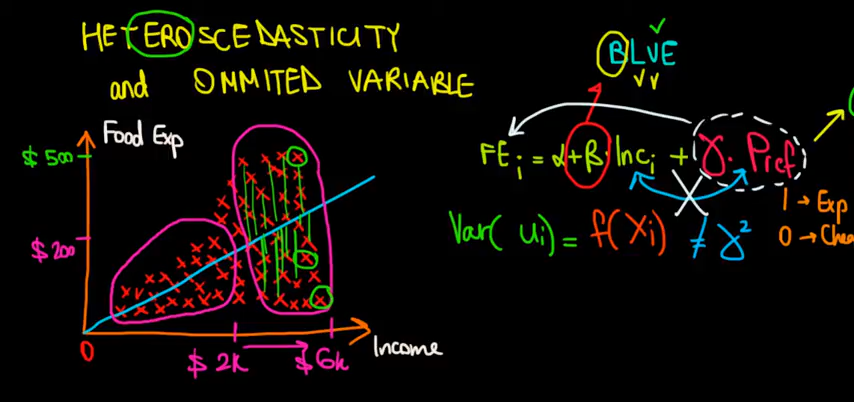 HETEROSCEDASTICITY
and OMMITED VARIABLE
BLUE
Food Exp
$500
$200
0
$2K
$6k
Income
FEi = α + β · Inci + γ. Pref
1 → Exp
0 → Chea
Var( ui ) = f( Xi ) ≠ γ²